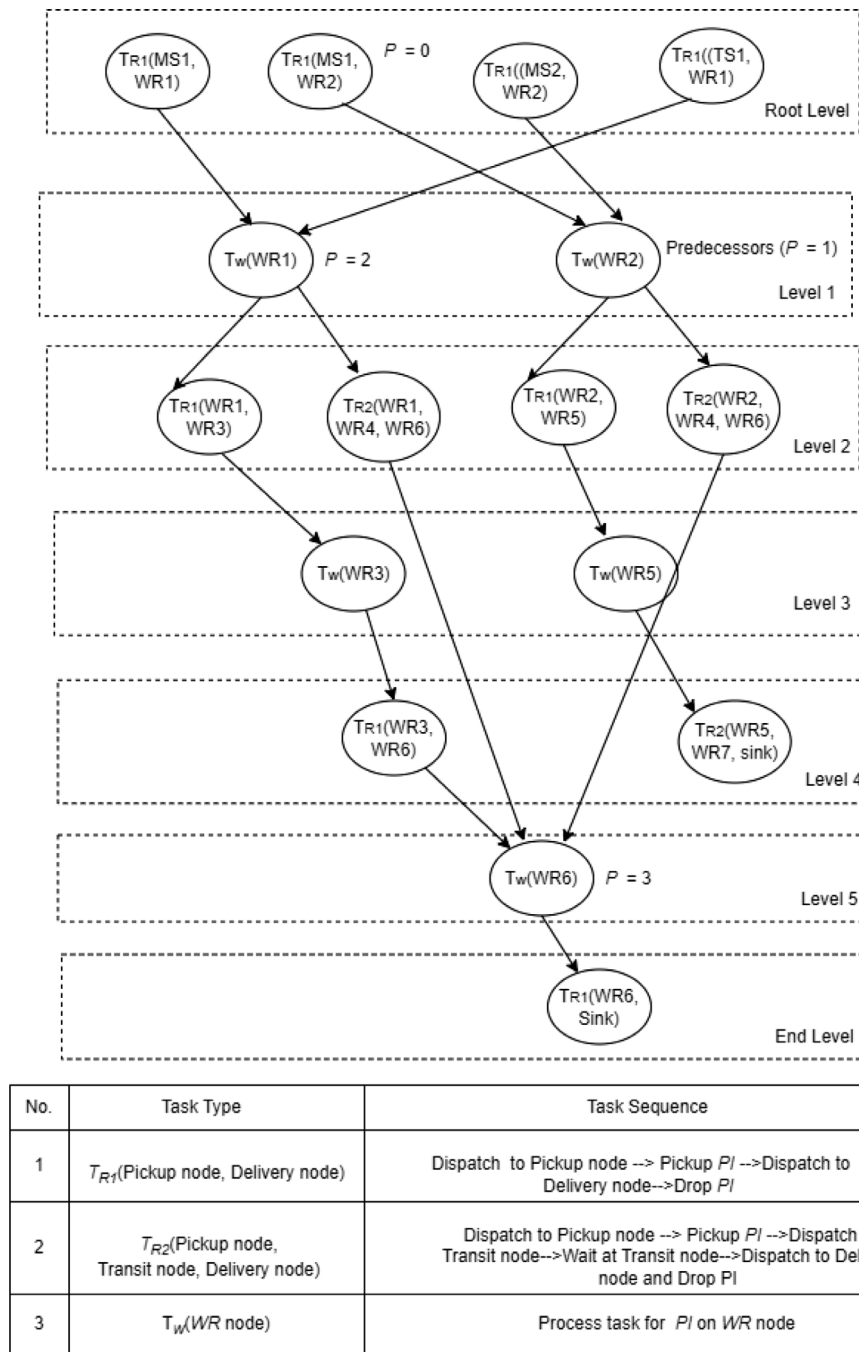 TR1(MS1,
WR1)
TR1(MS1,
WR2)
P = 0
TR1((MS2,
WR2)
TR1((TS1,
WR1)
Root Level
Tw(WR1)
P = 2
Tw(WR2)
Predecessors (P = 1)
Level 1
TR1(WR1,
WR3)
TR2(WR1,
WR4, WR6)
TR1(WR2,
WR5)
TR2(WR2,
WR4, WR6)
Level 2
Tw(WR3)
Tw(WR5)
Level 3
TR1(WR3,
WR6)
TR2(WR5,
WR7, sink)
Level 4
Tw(WR6)
P = 3
Level 5
TR1(WR6,
Sink)
End Level
No.
Task Type
Task Sequence
1
TR1(Pickup node, Delivery node)
Dispatch to Pickup node --> Pickup PI -->Dispatch to
Delivery node-->Drop PI
2
TR2(Pickup node,
Transit node, Delivery node)
Dispatch to Pickup node --> Pickup PI -->Dispatch
Transit node-->Wait at Transit node-->Dispatch to Del
node and Drop PI
3
TW(WR node)
Process task for PI on WR node